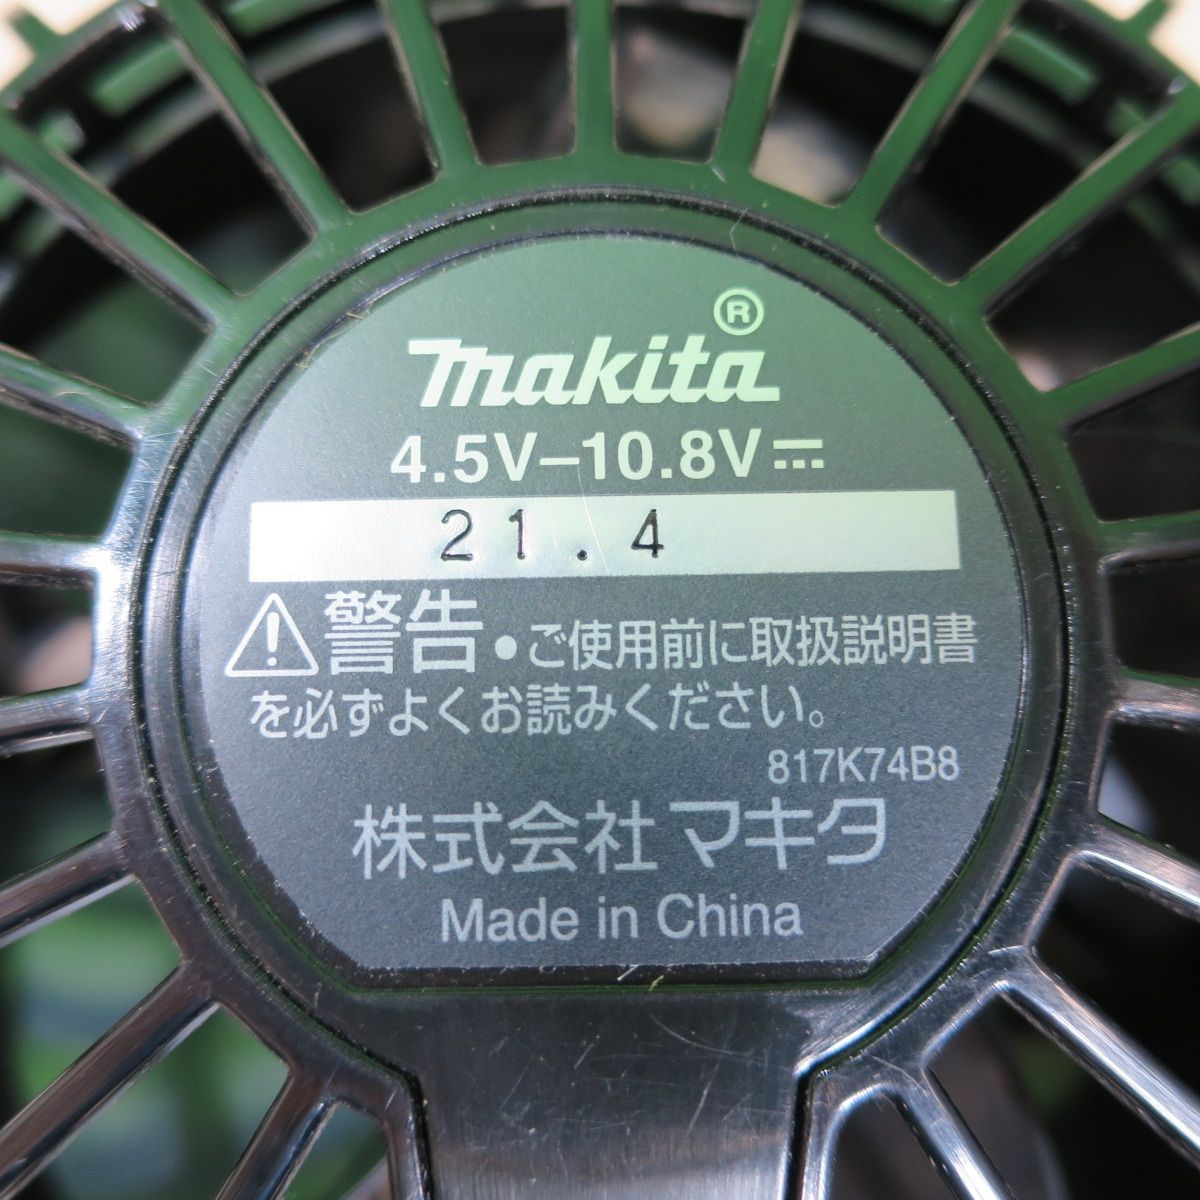 makita®
4.5V–10.8V⎓
21.4
⚠警告・ご使用前に取扱説明書
を必ずよくお読みください。
817K74B8
株式会社マキタ
Made in China